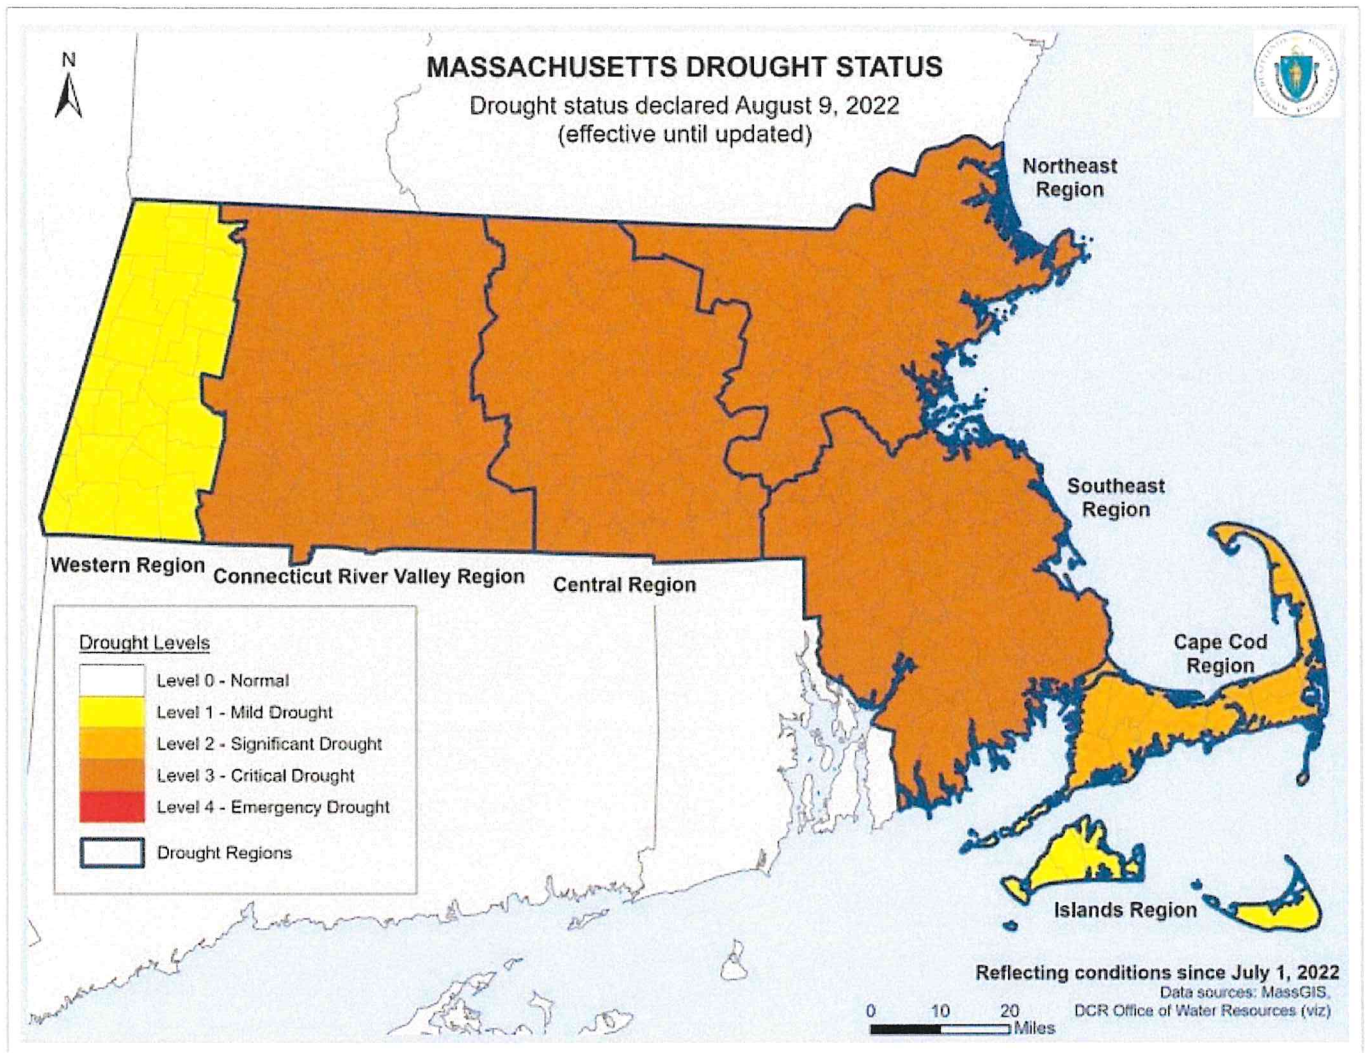 N
MASSACHUSETTS DROUGHT STATUS
Drought status declared August 9, 2022
(effective until updated)
Northeast
Region
Southeast
Region
Western Region
Connecticut River Valley Region
Central Region
Cape Cod
Region
Islands Region
Drought Levels
Level 0 - Normal
Level 1 - Mild Drought
Level 2 - Significant Drought
Level 3 - Critical Drought
Level 4 - Emergency Drought
Drought Regions
Reflecting conditions since July 1, 2022
Data sources: MassGIS,
DCR Office of Water Resources (viz)
0 10 20
Miles